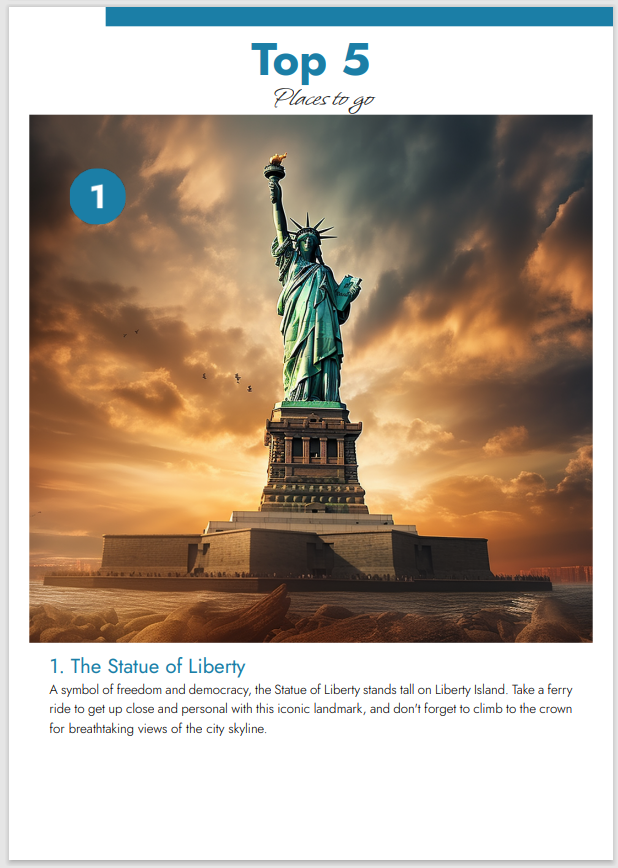 Top 5
Places to go
1
1. The Statue of Liberty
A symbol of freedom and democracy, the Statue of Liberty stands tall on Liberty Island. Take a ferry
ride to get up close and personal with this iconic landmark, and don't forget to climb to the crown
for breathtaking views of the city skyline.